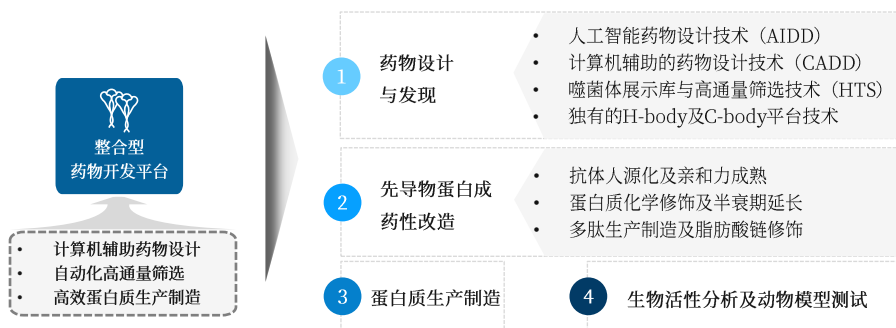 整合型
药物开发平台
• 计算机辅助药物设计
• 自动化高通量筛选
• 高效蛋白质生产制造
1
药物设计
与发现
• 人工智能药物设计技术（AIDD）
• 计算机辅助的药物设计技术（CADD）
• 噬菌体展示库与高通量筛选技术（HTS）
• 独有的H-body及C-body平台技术
2
先导物蛋白成
药性改造
• 抗体人源化及亲和力成熟
• 蛋白质化学修饰及半衰期延长
• 多肽生产制造及脂肪酸链修饰
3
蛋白质生产制造
4
生物活性分析及动物模型测试